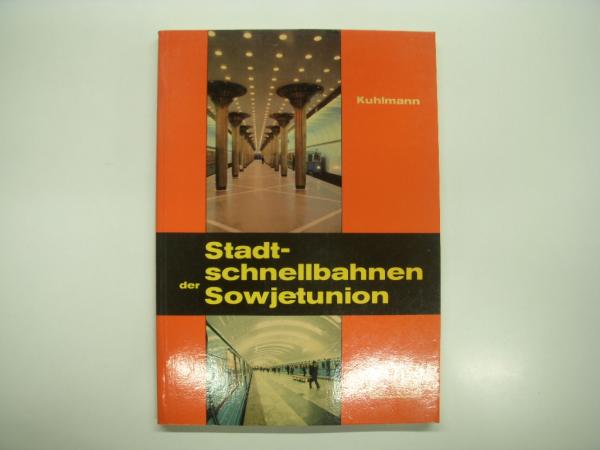 Kuhlmann
Stadt-
schnellbahnen
der Sowjetunion